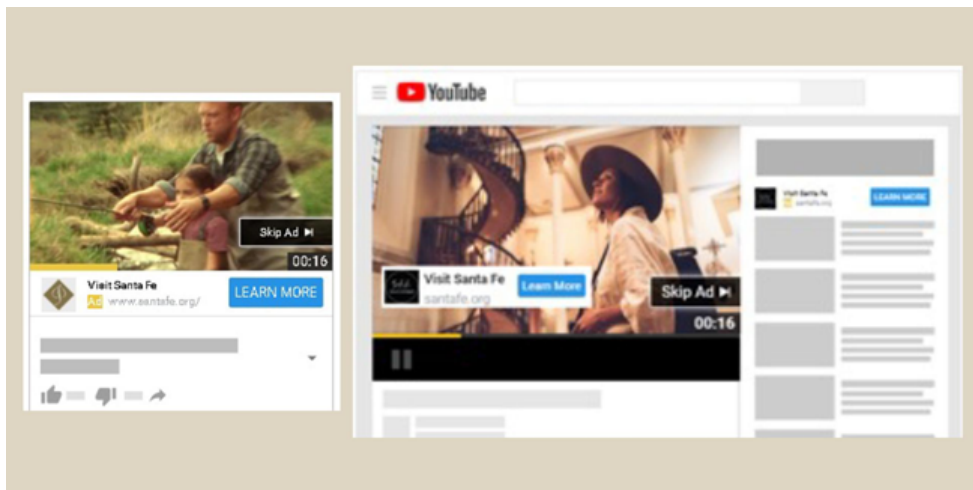 Skip Ad
00:16
Visit Santa Fe
Ad www.santafe.org/
LEARN MORE
YouTube
Visit Santa Fe
santafe.org
Learn More
Skip Ad
00:16
Visit Santa Fe
santafe.org
LEARN MORE